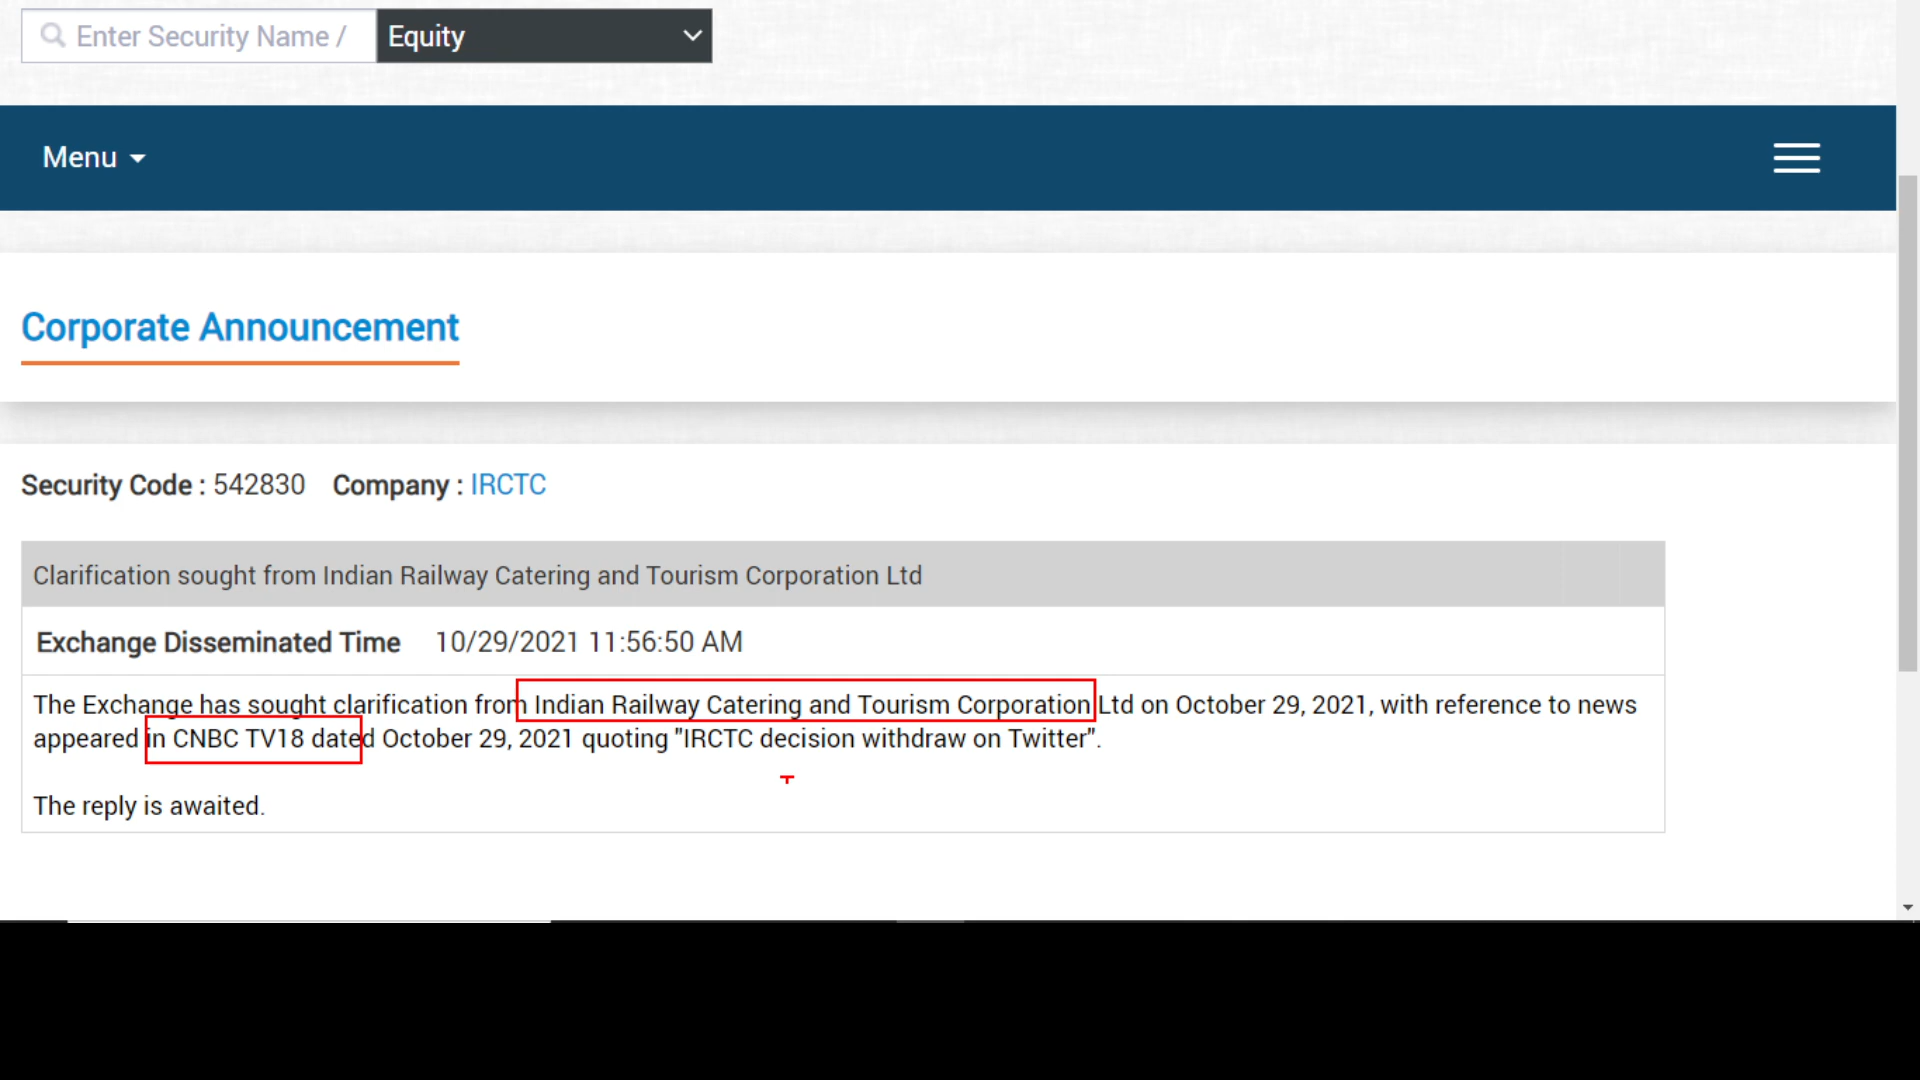 Enter Security Name /
Equity
Menu
Corporate Announcement
Security Code : 542830 Company : IRCTC
Clarification sought from Indian Railway Catering and Tourism Corporation Ltd
Exchange Disseminated Time 10/29/2021 11:56:50 AM
The Exchange has sought clarification from Indian Railway Catering and Tourism Corporation Ltd on October 29, 2021, with reference to news
appeared in CNBC TV18 dated October 29, 2021 quoting "IRCTC decision withdraw on Twitter".
The reply is awaited.